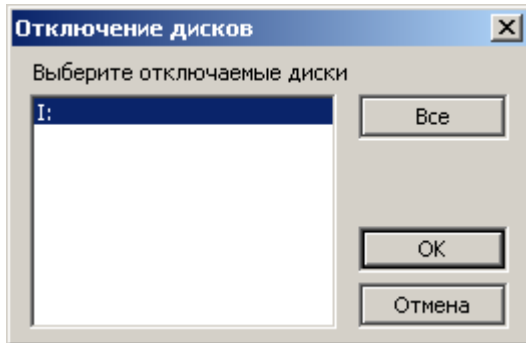 Отключение дисков
Выберите отключаемые диски
I:
Все
OK
Отмена